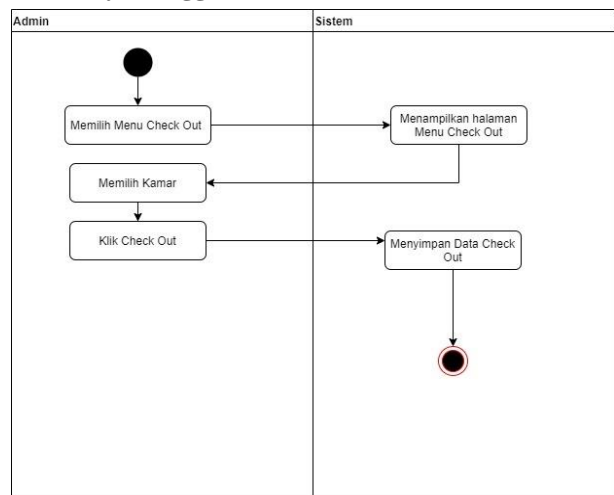 Admin
Sistem
Memilih Menu Check Out
Menampilkan halaman
Menu Check Out
Memilih Kamar
Klik Check Out
Menyimpan Data Check
Out